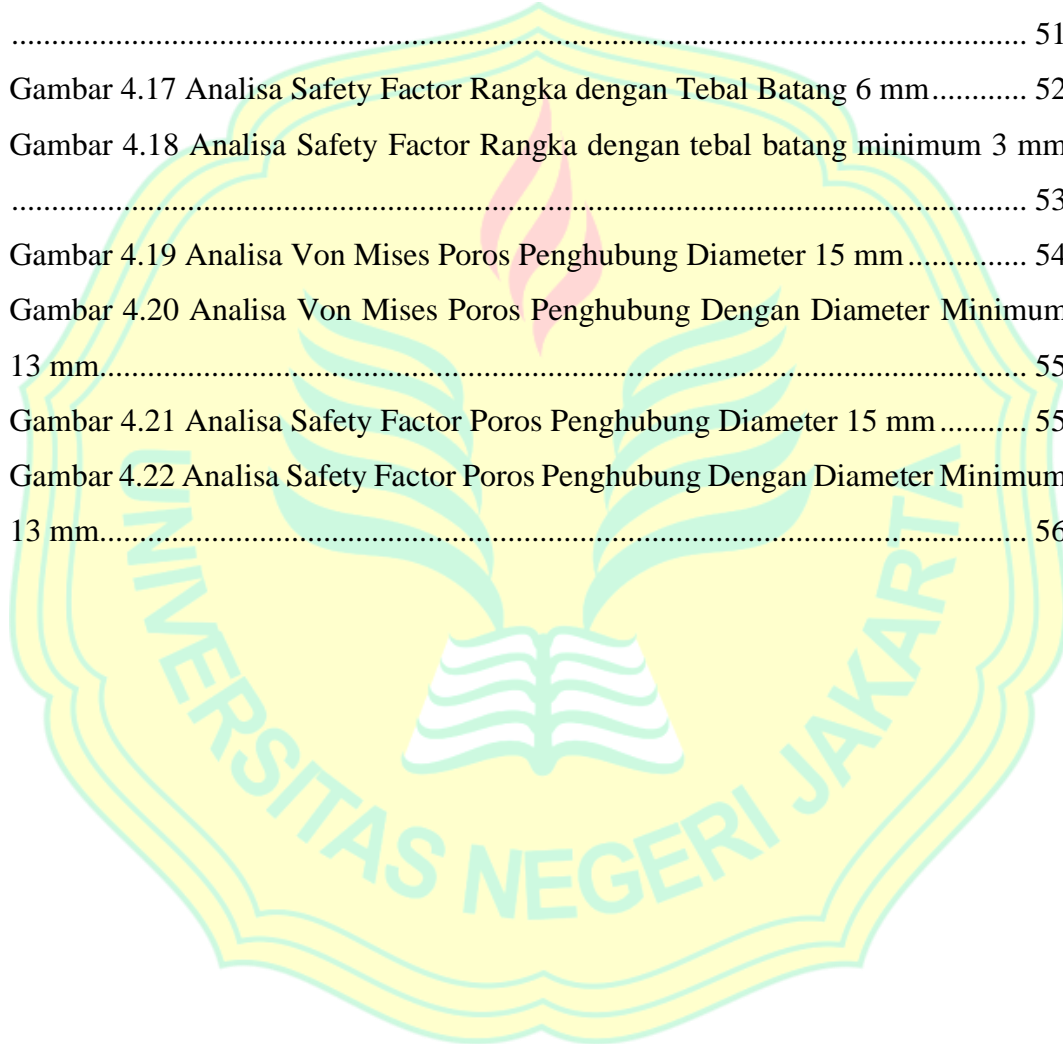 ................................................................................................................................ 51
Gambar 4.17 Analisa Safety Factor Rangka dengan Tebal Batang 6 mm............ 52
Gambar 4.18 Analisa Safety Factor Rangka dengan tebal batang minimum 3 mm
................................................................................................................................ 53
Gambar 4.19 Analisa Von Mises Poros Penghubung Diameter 15 mm.............. 54
Gambar 4.20 Analisa Von Mises Poros Penghubung Dengan Diameter Minimum
13 mm.................................................................................................................... 55
Gambar 4.21 Analisa Safety Factor Poros Penghubung Diameter 15 mm........... 55
Gambar 4.22 Analisa Safety Factor Poros Penghubung Dengan Diameter Minimum
13 mm.................................................................................................................... 56
UNIVERSITAS NEGERI JAKARTA